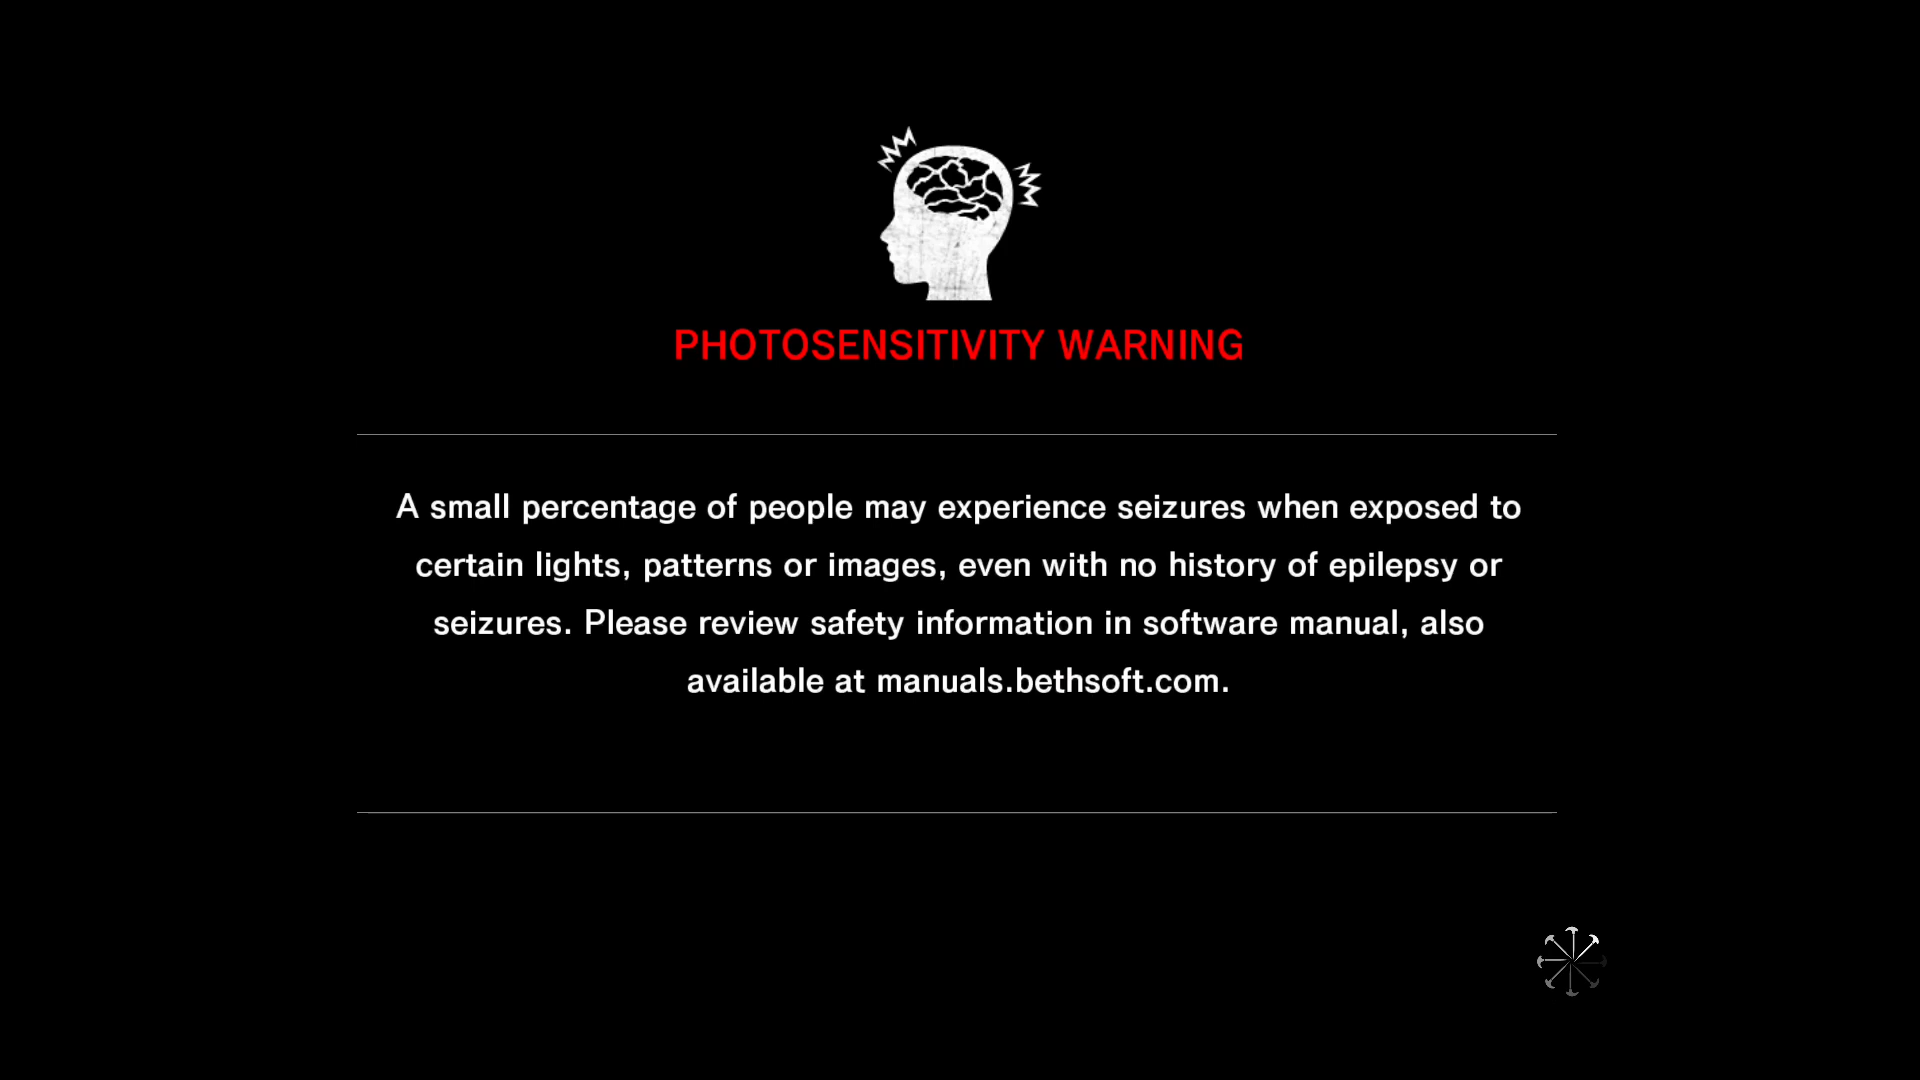 PHOTOSENSITIVITY WARNING
A small percentage of people may experience seizures when exposed to
certain lights, patterns or images, even with no history of epilepsy or
seizures. Please review safety information in software manual, also
available at manuals.bethsoft.com.